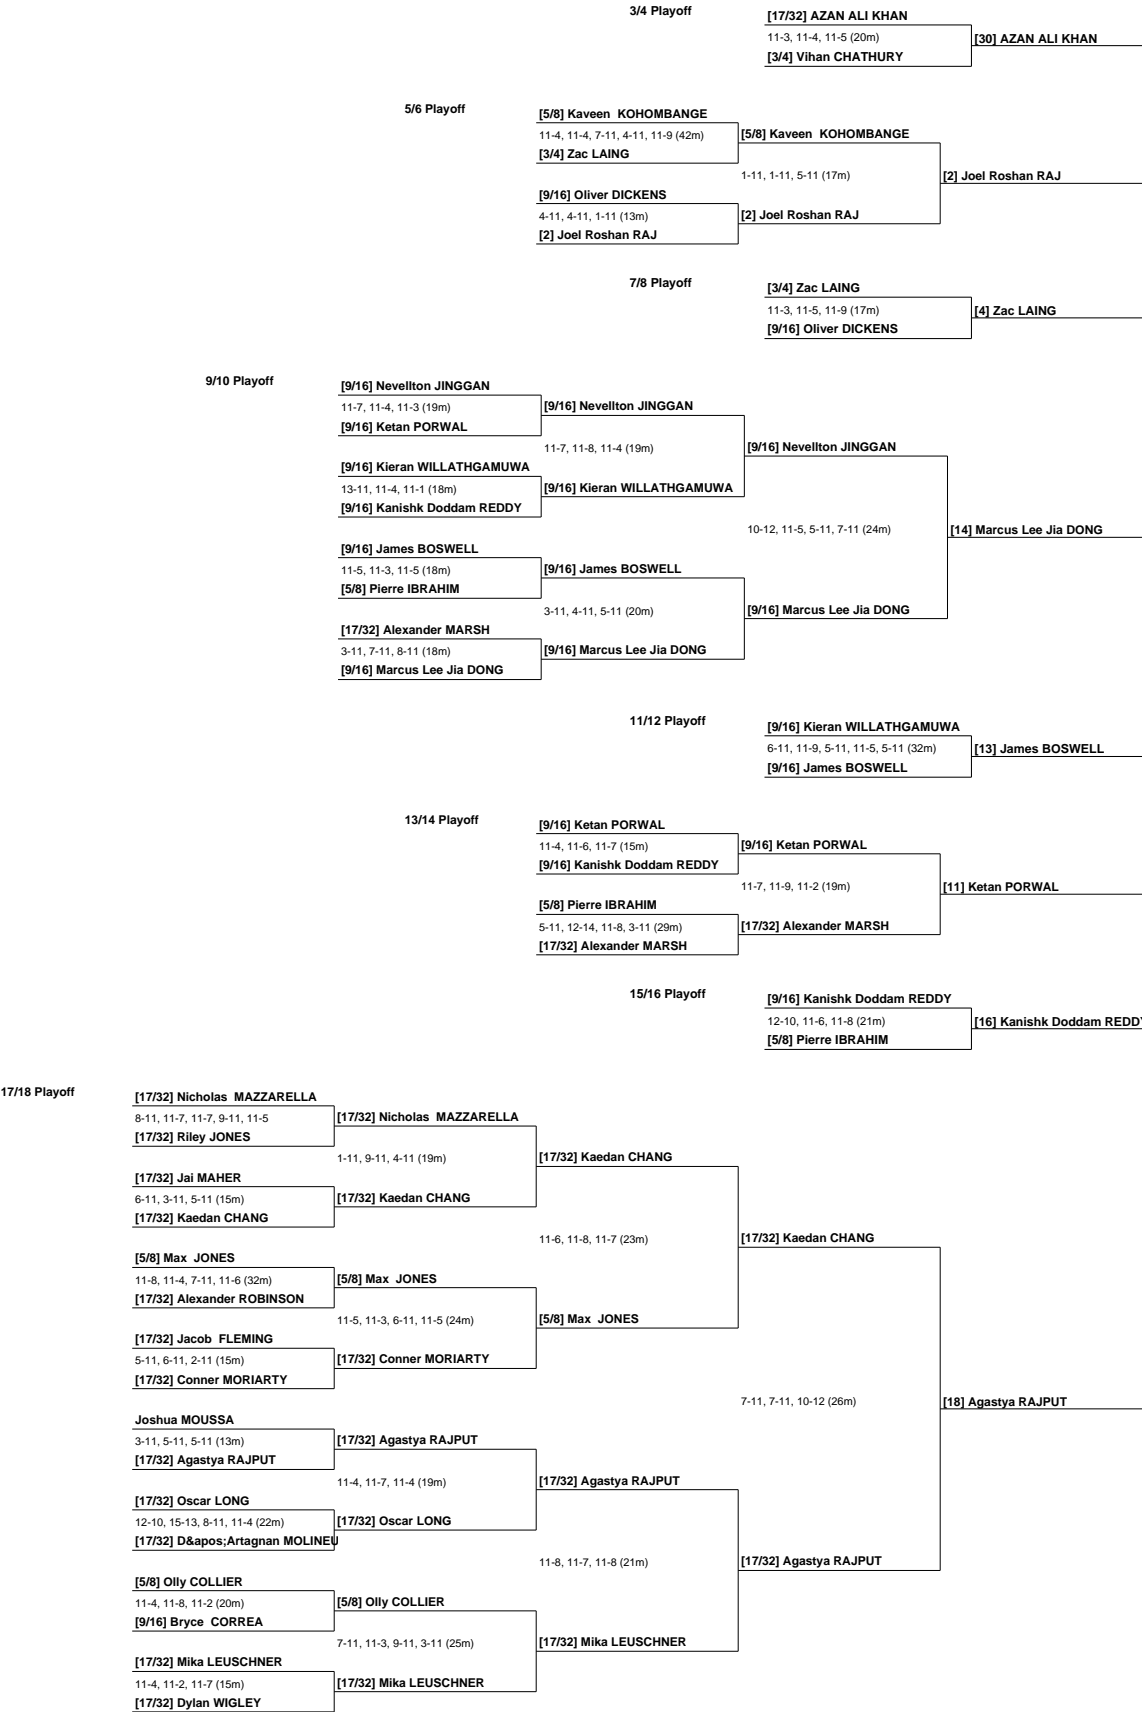 3/4 Playoff
[17/32] AZAN ALI KHAN
11-3, 11-4, 11-5 (20m)
[30] AZAN ALI KHAN
[3/4] Vihan CHATHURY
5/6 Playoff
[5/8] Kaveen  KOHOMBANGE
11-4, 11-4, 7-11, 4-11, 11-9 (42m)
[5/8] Kaveen  KOHOMBANGE
[3/4] Zac LAING
1-11, 1-11, 5-11 (17m)
[2] Joel Roshan RAJ
[9/16] Oliver DICKENS
4-11, 4-11, 1-11 (13m)
[2] Joel Roshan RAJ
[2] Joel Roshan RAJ
7/8 Playoff
[3/4] Zac LAING
11-3, 11-5, 11-9 (17m)
[4] Zac LAING
[9/16] Oliver DICKENS
9/10 Playoff
[9/16] Nevellton JINGGAN
11-7, 11-4, 11-3 (19m)
[9/16] Nevellton JINGGAN
[9/16] Ketan PORWAL
11-7, 11-8, 11-4 (19m)
[9/16] Nevellton JINGGAN
[9/16] Kieran WILLATHGAMUWA
13-11, 11-4, 11-1 (18m)
[9/16] Kieran WILLATHGAMUWA
[9/16] Kanishk Doddam REDDY
10-12, 11-5, 5-11, 7-11 (24m)
[14] Marcus Lee Jia DONG
[9/16] James BOSWELL
11-5, 11-3, 11-5 (18m)
[9/16] James BOSWELL
[5/8] Pierre IBRAHIM
3-11, 4-11, 5-11 (20m)
[9/16] Marcus Lee Jia DONG
[17/32] Alexander MARSH
3-11, 7-11, 8-11 (18m)
[9/16] Marcus Lee Jia DONG
[9/16] Marcus Lee Jia DONG
11/12 Playoff
[9/16] Kieran WILLATHGAMUWA
6-11, 11-9, 5-11, 11-5, 5-11 (32m)
[13] James BOSWELL
[9/16] James BOSWELL
13/14 Playoff
[9/16] Ketan PORWAL
11-4, 11-6, 11-7 (15m)
[9/16] Ketan PORWAL
[9/16] Kanishk Doddam REDDY
11-7, 11-9, 11-2 (19m)
[11] Ketan PORWAL
[5/8] Pierre IBRAHIM
5-11, 12-14, 11-8, 3-11 (29m)
[17/32] Alexander MARSH
[17/32] Alexander MARSH
15/16 Playoff
[9/16] Kanishk Doddam REDDY
12-10, 11-6, 11-8 (21m)
[16] Kanishk Doddam REDDY
[5/8] Pierre IBRAHIM
17/18 Playoff
[17/32] Nicholas  MAZZARELLA
8-11, 11-7, 11-7, 9-11, 11-5
[17/32] Nicholas  MAZZARELLA
[17/32] Riley JONES
1-11, 9-11, 4-11 (19m)
[17/32] Kaedan CHANG
[17/32] Jai MAHER
6-11, 3-11, 5-11 (15m)
[17/32] Kaedan CHANG
[17/32] Kaedan CHANG
11-6, 11-8, 11-7 (23m)
[17/32] Kaedan CHANG
[5/8] Max  JONES
11-8, 11-4, 7-11, 11-6 (32m)
[5/8] Max  JONES
[17/32] Alexander ROBINSON
11-5, 11-3, 6-11, 11-5 (24m)
[5/8] Max  JONES
[17/32] Jacob  FLEMING
5-11, 6-11, 2-11 (15m)
[17/32] Conner MORIARTY
[17/32] Conner MORIARTY
7-11, 7-11, 10-12 (26m)
[18] Agastya RAJPUT
Joshua MOUSSA
3-11, 5-11, 5-11 (13m)
[17/32] Agastya RAJPUT
[17/32] Agastya RAJPUT
11-4, 11-7, 11-4 (19m)
[17/32] Agastya RAJPUT
[17/32] Oscar LONG
12-10, 15-13, 8-11, 11-4 (22m)
[17/32] Oscar LONG
[17/32] D&apos;Artagnan MOLINEU
11-8, 11-7, 11-8 (21m)
[17/32] Agastya RAJPUT
[5/8] Olly COLLIER
11-4, 11-8, 11-2 (20m)
[5/8] Olly COLLIER
[9/16] Bryce  CORREA
7-11, 11-3, 9-11, 3-11 (25m)
[17/32] Mika LEUSCHNER
[17/32] Mika LEUSCHNER
11-4, 11-2, 11-7 (15m)
[17/32] Mika LEUSCHNER
[17/32] Dylan WIGLEY